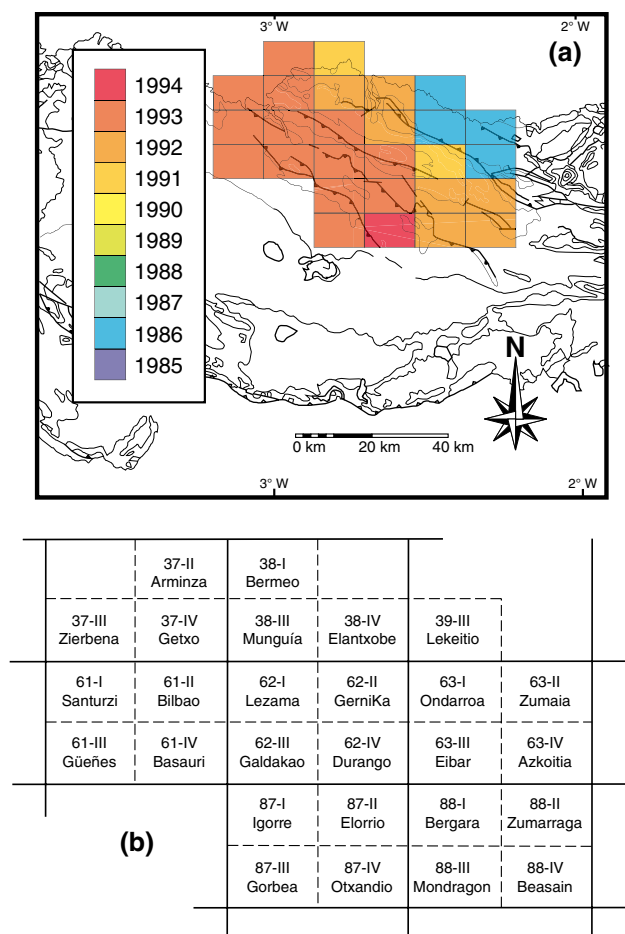 3° W
2° W
(a)
1994
1993
1992
1991
1990
1989
1988
1987
1986
1985
N
0 km
20 km
40 km
3° W
2° W
37-II
Arminza
38-I
Bermeo
37-III
Zierbena
37-IV
Getxo
38-III
Munguía
38-IV
Elantxobe
39-III
Lekeitio
61-I
Santurzi
61-II
Bilbao
62-I
Lezama
62-II
GerniKa
63-I
Ondarroa
63-II
Zumaia
61-III
Güeñes
61-IV
Basauri
62-III
Galdakao
62-IV
Durango
63-III
Eibar
63-IV
Azkoitia
87-I
Igorre
87-II
Elorrio
88-I
Bergara
88-II
Zumarraga
(b)
87-III
Gorbea
87-IV
Otxandio
88-III
Mondragon
88-IV
Beasain